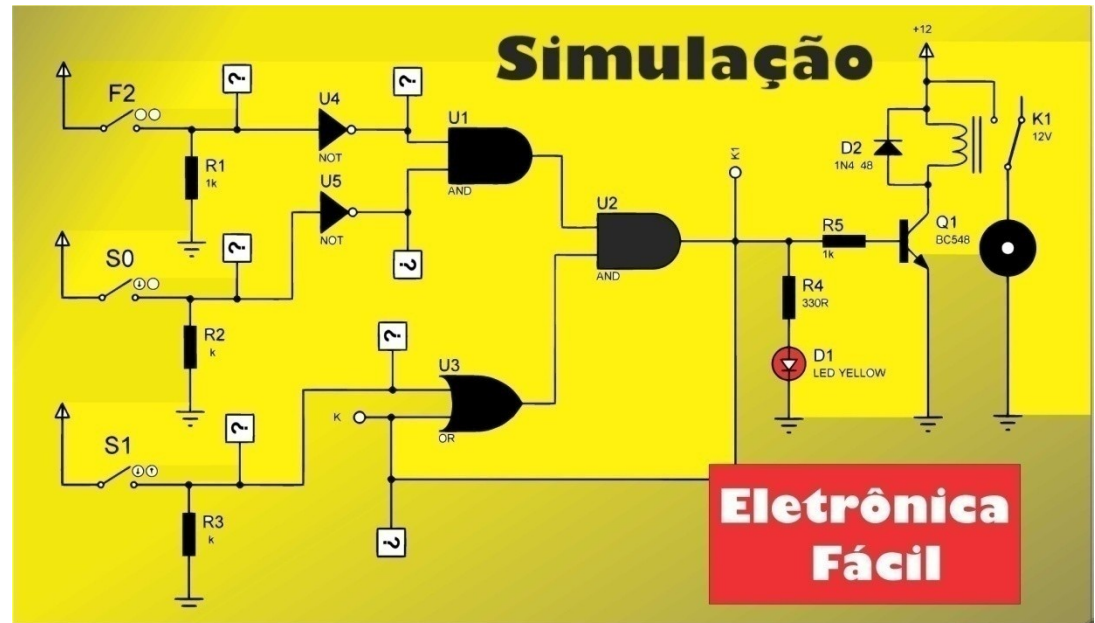 Simulação
+12
F2
?
?
U4
NOT
U1
AND
R1
1k
U5
NOT
?
S0
?
R2
k
U2
AND
K1
R5
1k
Q1
BC548
D2
1N4 48
K1
12V
R4
330R
D1
LED YELLOW
?
U3
OR
K
S1
?
R3
k
?
Eletrônica
Fácil